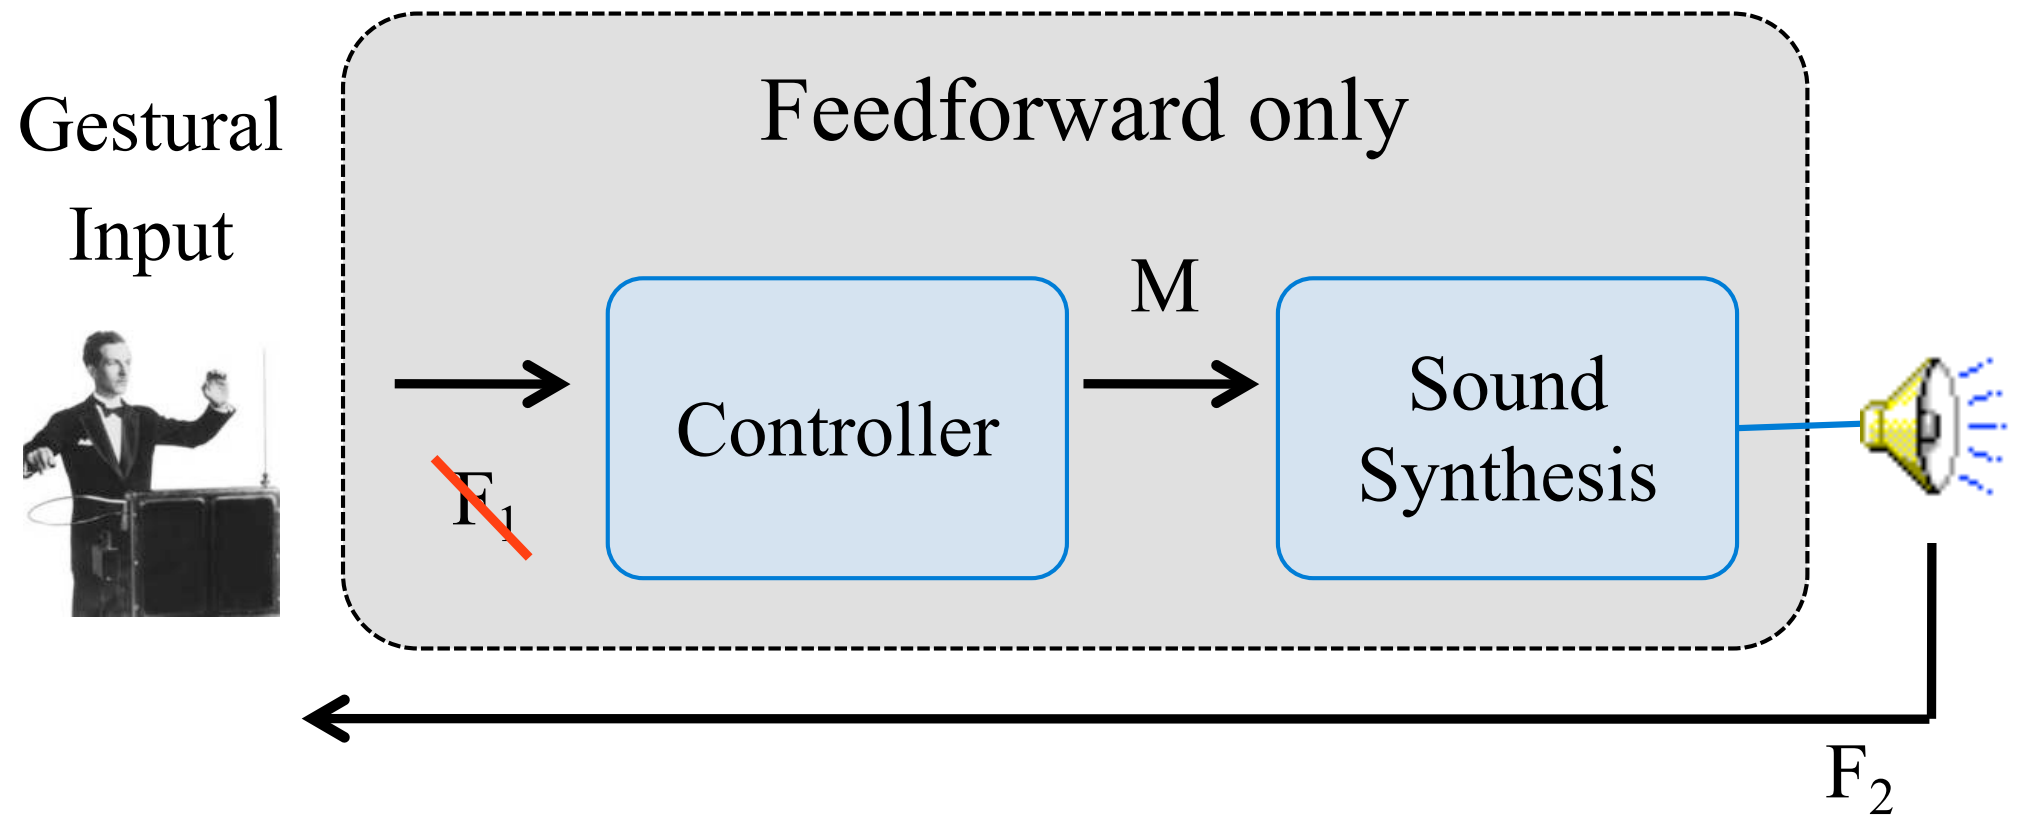 Feedforward only
Gestural
Input
M
Controller
Sound
Synthesis
F₁
F₂